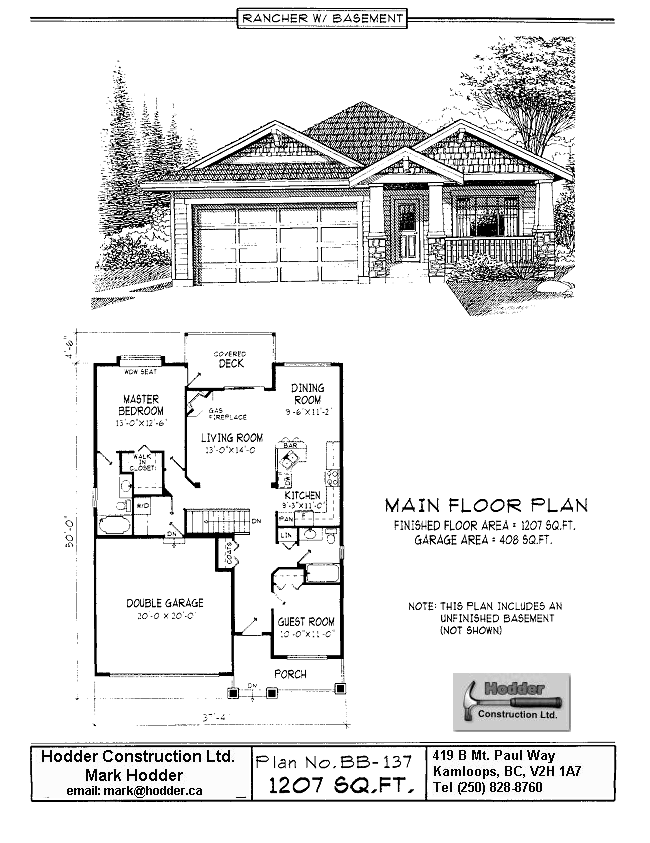 RANCHER W/ BASEMENT
4'-6"
50'-0"
COVERED
DECK
WDW SEAT
DINING
ROOM
9'-6"X11'-2"
MASTER
BEDROOM
13'-0"X12'-6"
GAS
FIREPLACE
LIVING ROOM
13'-0"X14'-0
BAR
WALK
IN
CLOSET
DW
KITCHEN
9'-3"X11'-0
W/D
PAN
F
DN
DN
LIN
COATS
DOUBLE GARAGE
20'-0 X 20'-0'
GUEST ROOM
10'-0"X11'-0"
PORCH
DN
37'-4"
MAIN FLOOR PLAN
FINISHED FLOOR AREA = 1207 SQ.FT.
GARAGE AREA = 408 SQ.FT.
NOTE: THIS PLAN INCLUDES AN
UNFINISHED BASEMENT
(NOT SHOWN)
Hodder
Construction Ltd.
Hodder Construction Ltd.
Mark Hodder
email: mark@hodder.ca
Plan No. BB-137
1207 SQ.FT.
419 B Mt. Paul Way
Kamloops, BC, V2H 1A7
Tel (250) 828-8760